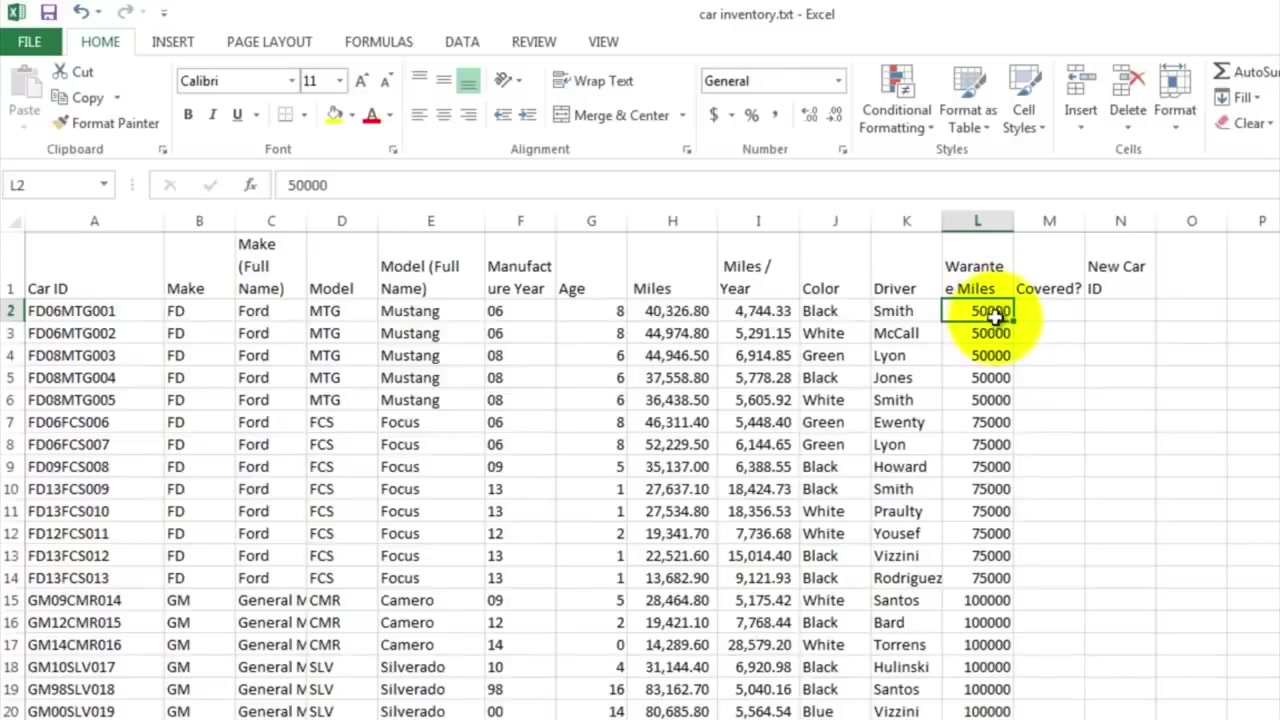 car inventory.txt - Excel
FILE HOME INSERT PAGE LAYOUT FORMULAS DATA REVIEW VIEW
Paste Cut Copy Format Painter
Calibri 11
B I U
Wrap Text
Merge & Center
General
$ % ,
Conditional Formatting
Format as Table
Cell Styles
Insert Delete Format
Fill
Clear
Clipboard Font Alignment Number Styles Cells
L2 fx 50000
A B C D E F G H I J K L M N O P
1 Car ID Make Make (Full Name) Model Model (Full Name) Manufact ure Year Age Miles Miles / Year Color Driver Warante e Miles Covered? New Car ID
2 FD06MTG001 FD Ford MTG Mustang 06 8 40,326.80 4,744.33 Black Smith 50000
3 FD06MTG002 FD Ford MTG Mustang 06 8 44,974.80 5,291.15 White McCall 50000
4 FD08MTG003 FD Ford MTG Mustang 08 6 44,946.50 6,914.85 Green Lyon 50000
5 FD08MTG004 FD Ford MTG Mustang 08 6 37,558.80 5,778.28 Black Jones 50000
6 FD08MTG005 FD Ford MTG Mustang 08 6 36,438.50 5,605.92 White Smith 50000
7 FD06FCS006 FD Ford FCS Focus 06 8 46,311.40 5,448.40 Green Ewenty 75000
8 FD06FCS007 FD Ford FCS Focus 06 8 52,229.50 6,144.65 Green Lyon 75000
9 FD09FCS008 FD Ford FCS Focus 09 5 35,137.00 6,388.55 Black Howard 75000
10 FD13FCS009 FD Ford FCS Focus 13 1 27,637.10 18,424.73 Black Smith 75000
11 FD13FCS010 FD Ford FCS Focus 13 1 27,534.80 18,356.53 White Praulty 75000
12 FD12FCS011 FD Ford FCS Focus 12 2 19,341.70 7,736.68 White Yousef 75000
13 FD13FCS012 FD Ford FCS Focus 13 1 22,521.60 15,014.40 Black Vizzini 75000
14 FD13FCS013 FD Ford FCS Focus 13 1 13,682.90 9,121.93 Black Rodriguez 75000
15 GM09CMR014 GM General M CMR Camero 09 5 28,464.80 5,175.42 White Santos 100000
16 GM12CMR015 GM General M CMR Camero 12 2 19,421.10 7,768.44 Black Bard 100000
17 GM14CMR016 GM General M CMR Camero 14 0 14,289.60 28,579.20 White Torrens 100000
18 GM10SLV017 GM General M SLV Silverado 10 4 31,144.40 6,920.98 Black Hulinski 100000
19 GM98SLV018 GM General M SLV Silverado 98 16 83,162.70 5,040.16 Black Santos 100000
20 GM00SLV019 GM General M SLV Silverado 00 14 80,685.80 5,564.54 Blue Vizzini 100000